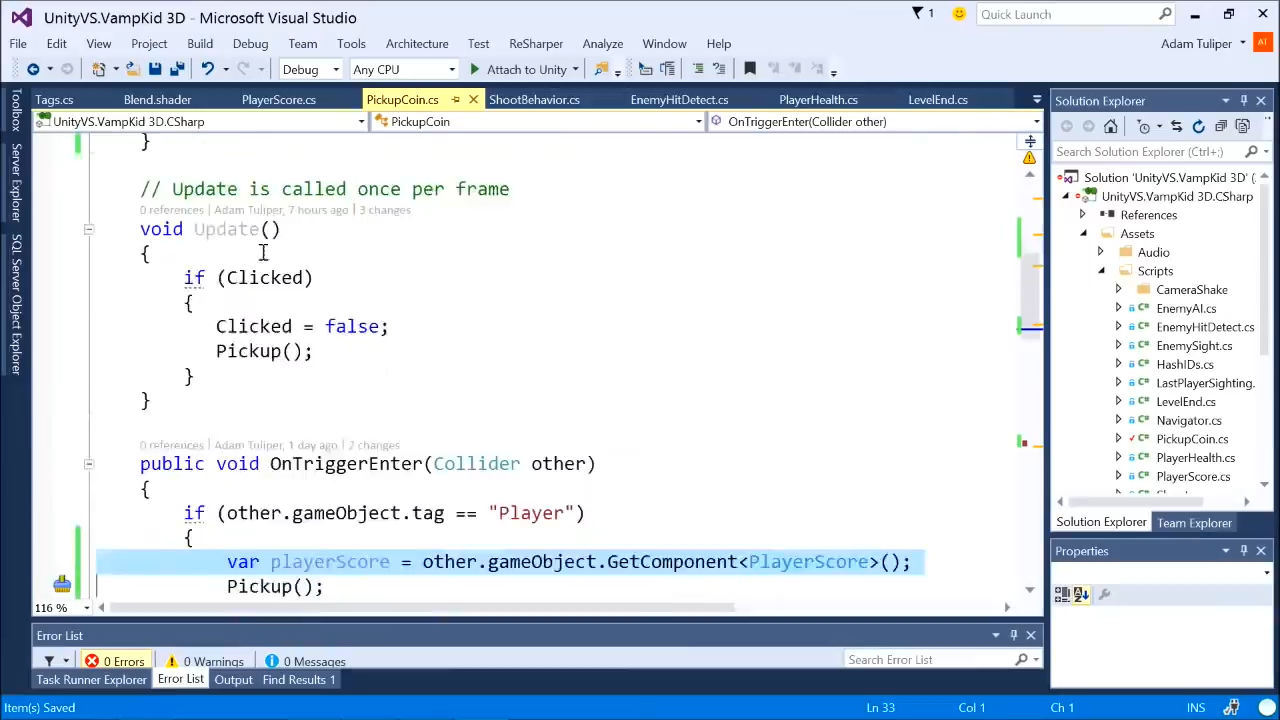 UnityVS.VampKid 3D - Microsoft Visual Studio
1
Quick Launch
File Edit View Project Build Debug Team Tools Architecture Test ReSharper Analyze Window Help
Adam Tuliper
AT
Debug Any CPU Attach to Unity
Toolbox
Server Explorer
SQL Server Object Explorer
Tags.cs Blend.shader PlayerScore.cs PickupCoin.cs ShootBehavior.cs EnemyHitDetect.cs PlayerHealth.cs LevelEnd.cs
UnityVS.VampKid 3D.CSharp PickupCoin OnTriggerEnter(Collider other)
}
// Update is called once per frame
0 references | Adam Tuliper, 7 hours ago | 3 changes
void Update()
{
if (Clicked)
{
Clicked = false;
Pickup();
}
}
0 references | Adam Tuliper, 1 day ago | 2 changes
public void OnTriggerEnter(Collider other)
{
if (other.gameObject.tag == "Player")
{
var playerScore = other.gameObject.GetComponent<PlayerScore>();
Pickup();
116 %
Solution Explorer
Search Solution Explorer (Ctrl+;)
Solution 'UnityVS.VampKid 3D' (
UnityVS.VampKid 3D.CSharp
References
Assets
Audio
Scripts
CameraShake
EnemyAI.cs
EnemyHitDetect.cs
EnemySight.cs
HashIDs.cs
LastPlayerSighting.
LevelEnd.cs
Navigator.cs
PickupCoin.cs
PlayerHealth.cs
PlayerScore.cs
Solution Explorer Team Explorer
Properties
Error List
0 Errors 0 Warnings 0 Messages
Search Error List
Task Runner Explorer Error List Output Find Results 1
Item(s) Saved Ln 33 Col 1 Ch 1 INS